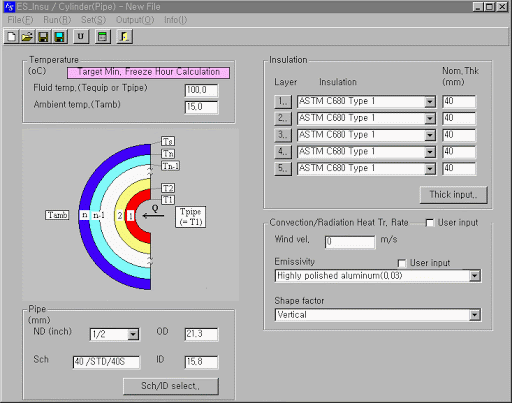 ES_Insu / Cylinder(Pipe) - New File
File(F) Run(R) Set(S) Output(O) Info(I)
U
Temperature
(oC) Target Min. Freeze Hour Calculation
Fluid temp.(Tequip or Tpipe) 100.0
Ambient temp.(Tamb) 15.0
Ts
Tn
Tn-1
T2
T1
Tamb n n-1 2 1 Q Tpipe
(= T1)
Pipe
(mm)
ND (inch) 1/2 OD 21.3
Sch 40 /STD/40S ID 15.8
Sch/ID select..
Insulation
Layer Insulation Nom.Thk
(mm)
1.. ASTM C680 Type 1 40
2.. ASTM C680 Type 1 40
3.. ASTM C680 Type 1 40
4.. ASTM C680 Type 1 40
5.. ASTM C680 Type 1 40
Thick input..
Convection/Radiation Heat Tr. Rate User input
Wind vel. 0 m/s
Emissivity User input
Highly polished aluminum(0.03)
Shape factor
Vertical